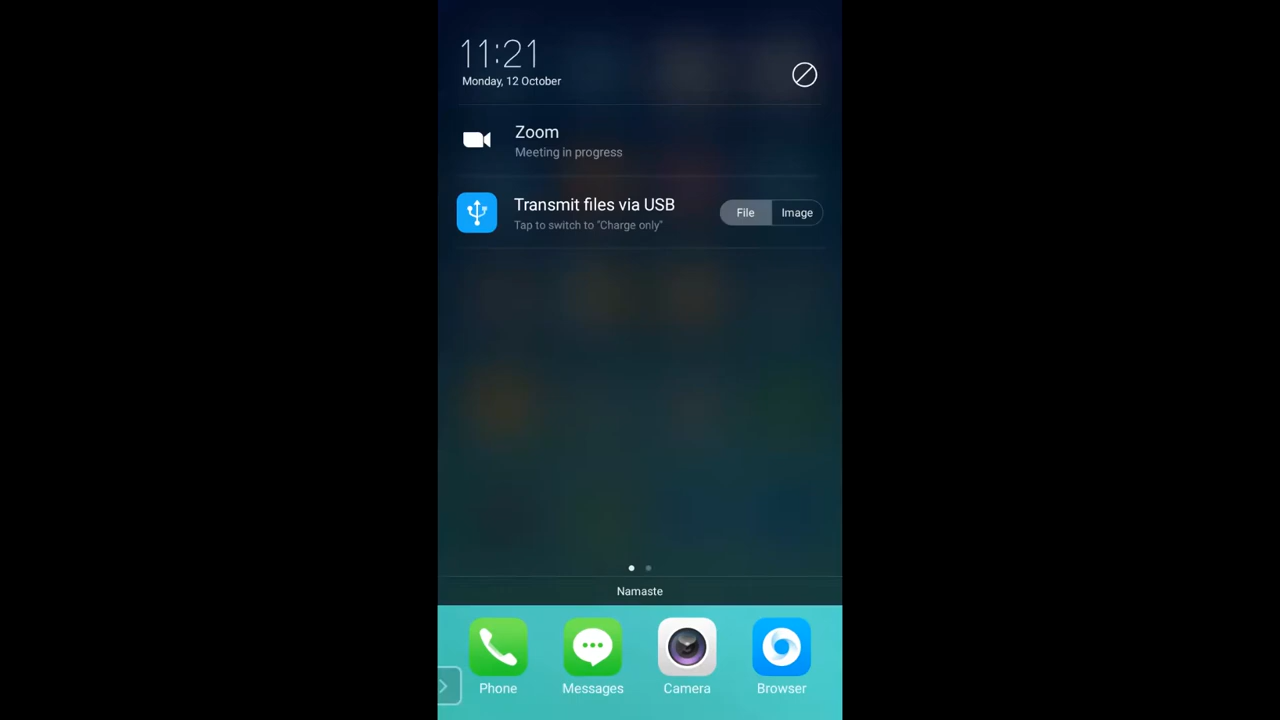 11:21
Monday, 12 October
Zoom
Meeting in progress
Transmit files via USB
Tap to switch to "Charge only"
File Image
Namaste
Phone Messages Camera Browser